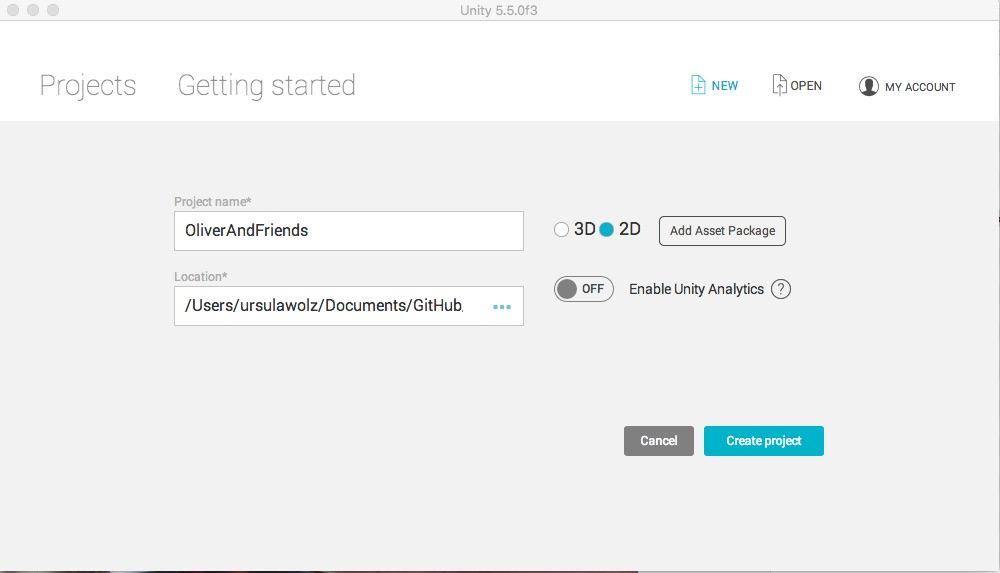 Unity 5.5.0f3
Projects Getting started NEW OPEN MY ACCOUNT
Project name*
OliverAndFriends
3D 2D Add Asset Package
Location*
/Users/ursulawolz/Documents/GitHub/ •••
OFF Enable Unity Analytics ?
Cancel Create project